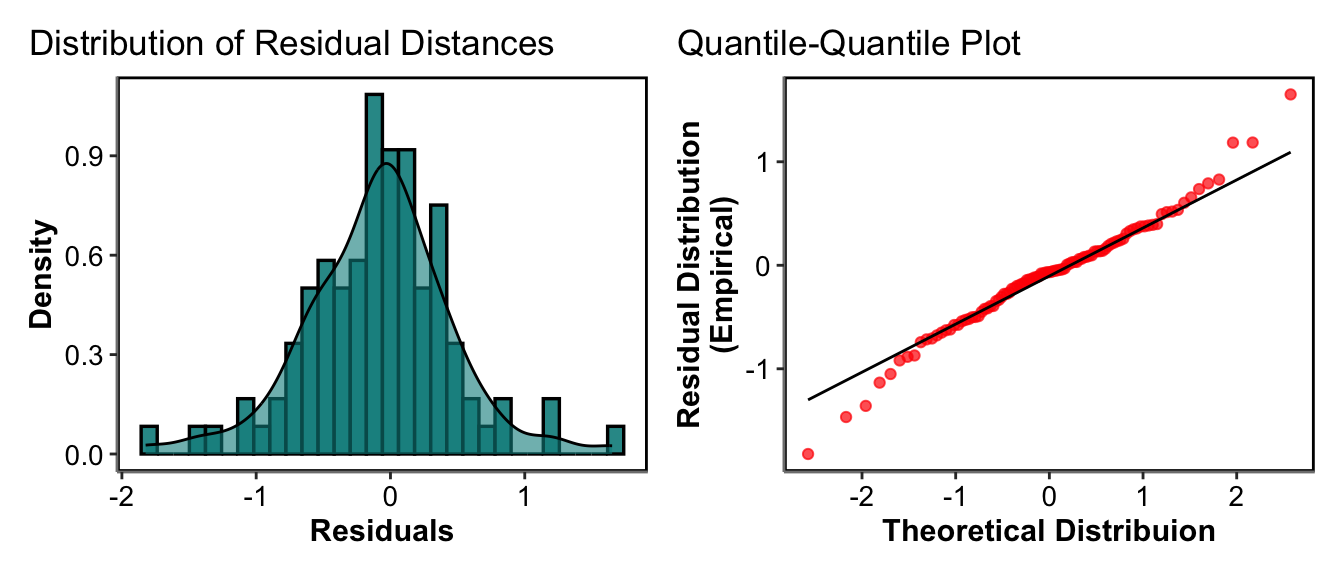 Distribution of Residual Distances
Density
0.9
0.6
0.3
0.0
-2 -1 0 1
Residuals
Quantile-Quantile Plot
Residual Distribution
(Empirical)
1
0
-1
-2 -1 0 1 2
Theoretical Distribuion